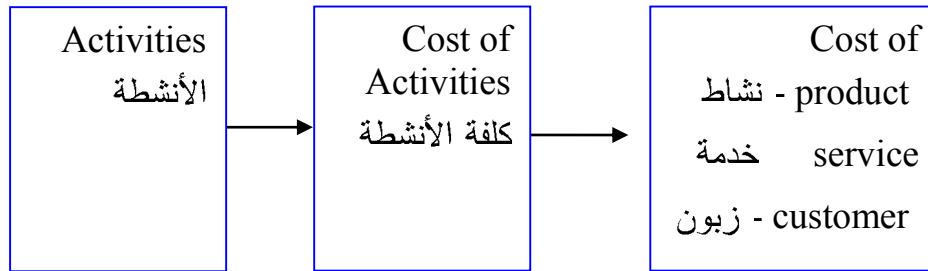 Activities
الأنشطة
Cost of
Activities
كلفة الأنشطة
Cost of
نشاط - product
خدمة service
زبون - customer